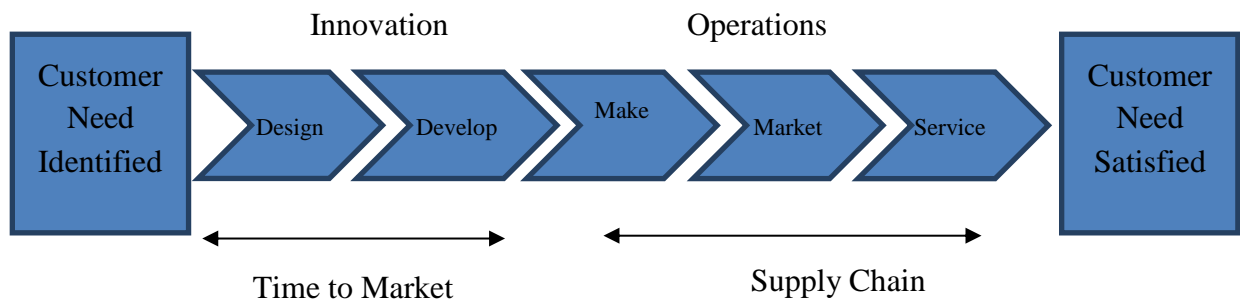 Innovation
Operations
Customer
Need
Identified
Design
Develop
Make
Market
Service
Customer
Need
Satisfied
Time to Market
Supply Chain